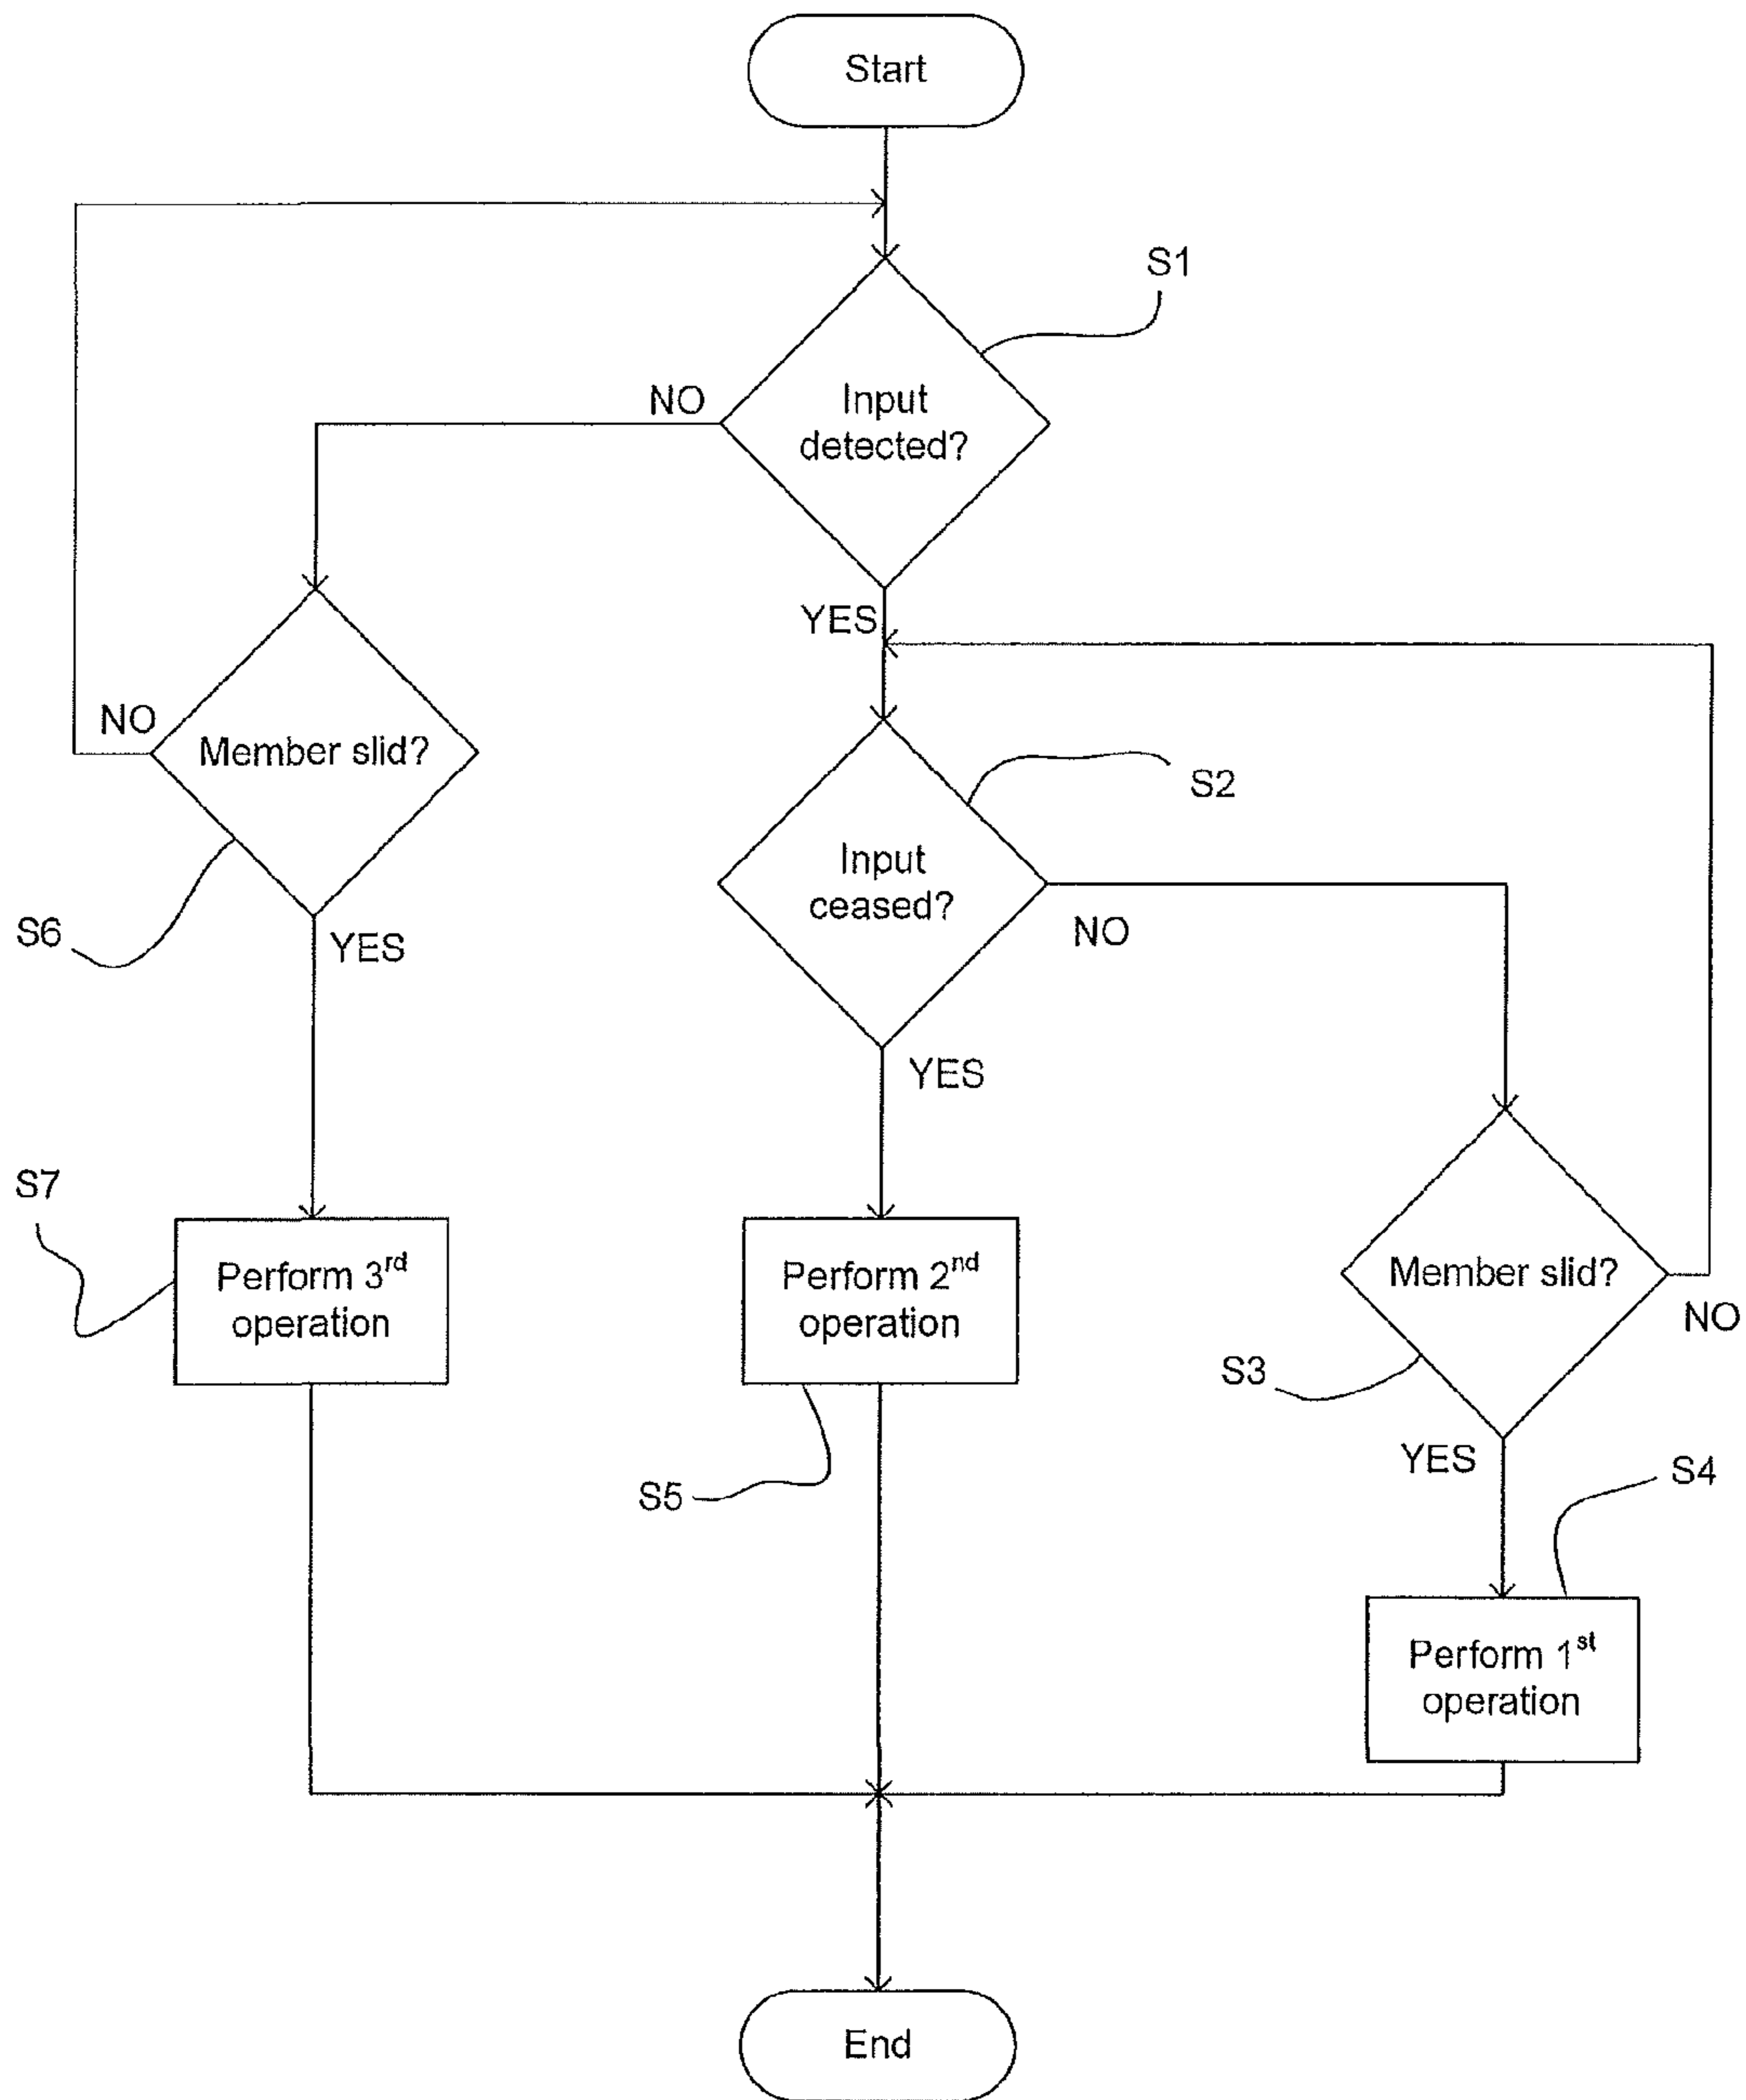 Start
S1
NO
Input
detected?
YES
NO
Member slid?
S2
Input
ceased?
S6
YES
NO
YES
S7
Perform 3rd
operation
Perform 2nd
operation
Member slid?
NO
S3
YES
S5
S4
Perform 1st
operation
End